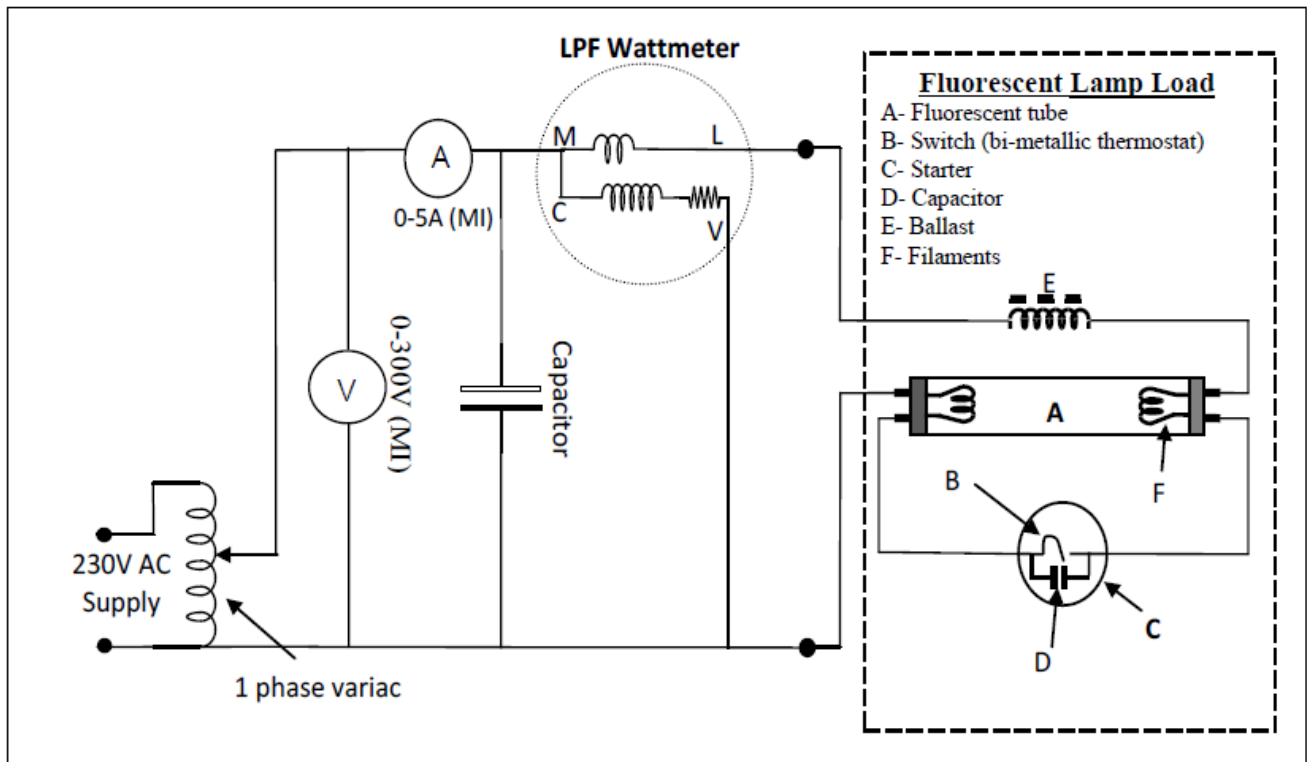 LPF Wattmeter
Fluorescent Lamp Load
A- Fluorescent tube
B- Switch (bi-metallic thermostat)
C- Starter
D- Capacitor
E- Ballast
F- Filaments
M
L
A
C
V
0-5A (MI)
E
0-300V (MI)
Capacitor
V
A
B
F
230V AC
Supply
C
D
1 phase variac